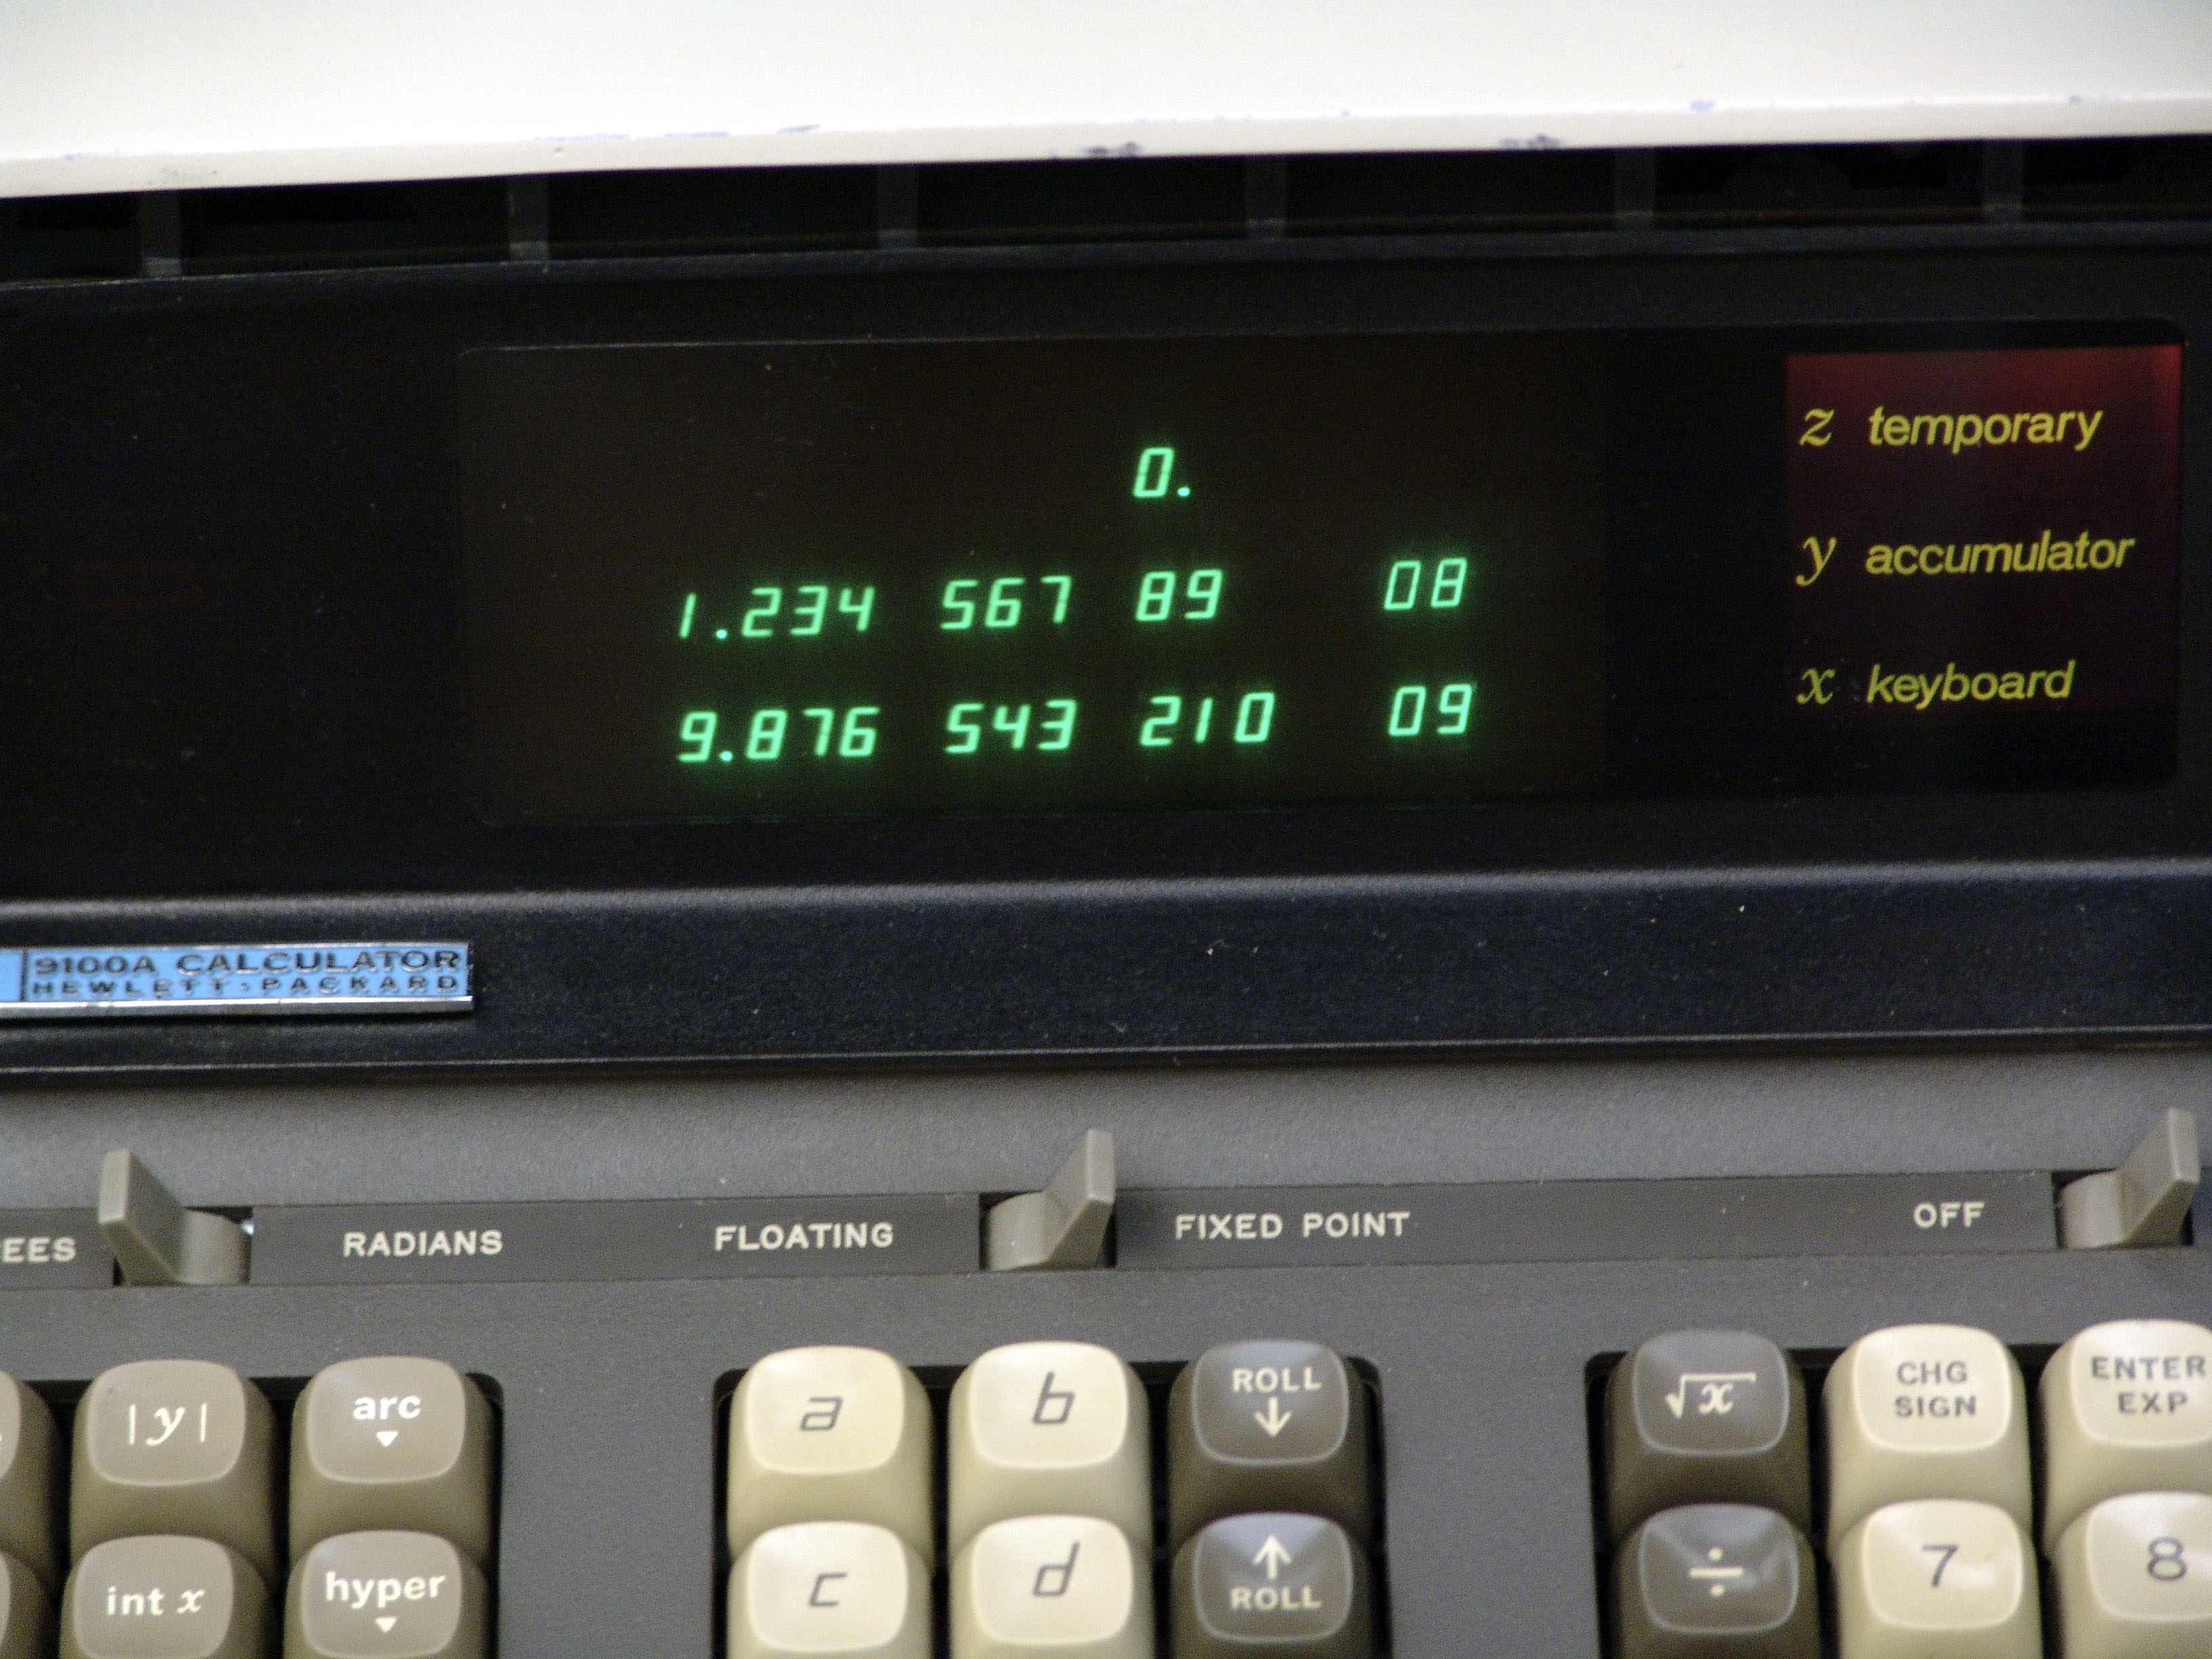 z temporary
0.
y accumulator
1.234 567 89 08
x keyboard
9.876 543 210 09
9100A CALCULATOR
HEWLETT·PACKARD
EES RADIANS FLOATING FIXED POINT OFF
|y| arc a b ROLL ↓ √x CHG SIGN ENTER EXP
int x hyper c d ↑ ROLL ÷ 7 8